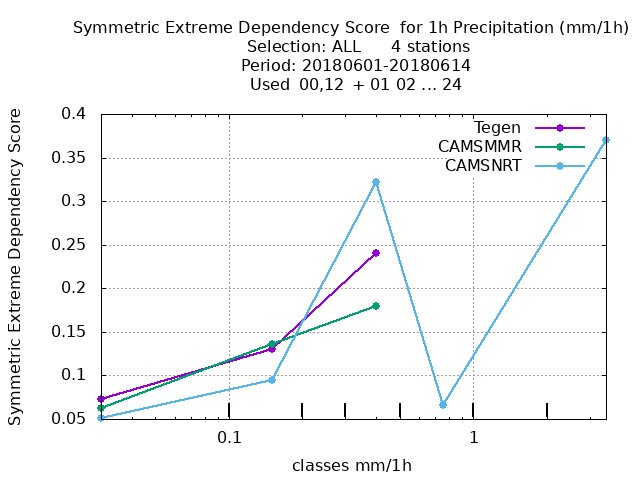 Symmetric Extreme Dependency Score  for 1h Precipitation (mm/1h)
Selection: ALL      4 stations
Period: 20180601-20180614
Used  00,12  + 01 02 ... 24
Symmetric Extreme Dependency Score
0.4
0.35
0.3
0.25
0.2
0.15
0.1
0.05
Tegen
CAMSMMR
CAMSNRT
0.1
1
classes mm/1h